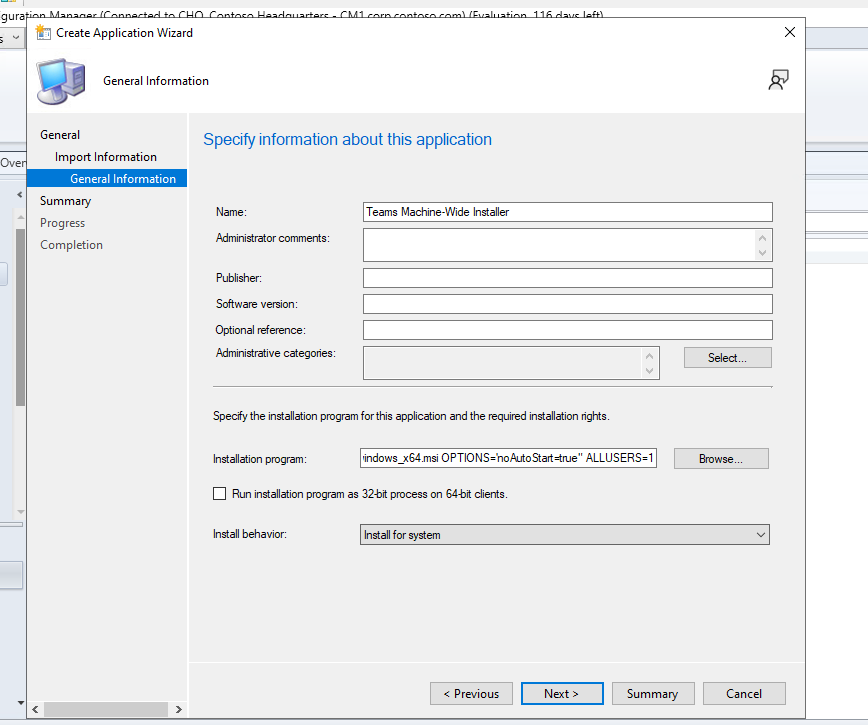 guration Manager (Connected to CHQ, Contoso Headquarters - CM1.corp.contoso.com) (Evaluation, 116 days left)
s
Create Application Wizard
General Information
Over
General
Import Information
General Information
Summary
Progress
Completion
Specify information about this application
Name:
Teams Machine-Wide Installer
Administrator comments:
Publisher:
Software version:
Optional reference:
Administrative categories:
Select...
Specify the installation program for this application and the required installation rights.
Installation program:
indows_x64.msi OPTIONS='noAutoStart=true" ALLUSERS=1
Browse...
Run installation program as 32-bit process on 64-bit clients.
Install behavior:
Install for system
< Previous
Next >
Summary
Cancel